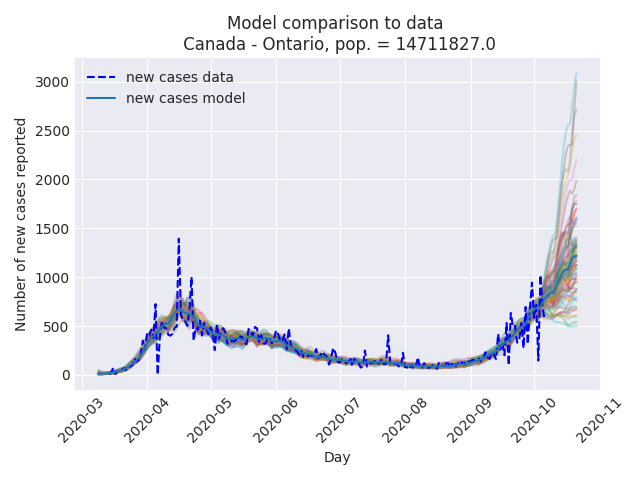 Model comparison to data
Canada - Ontario, pop. = 14711827.0
new cases data
new cases model
Number of new cases reported
3000
2500
2000
1500
1000
500
0
2020-03
2020-04
2020-05
2020-06
2020-07
2020-08
2020-09
2020-10
2020-11
Day